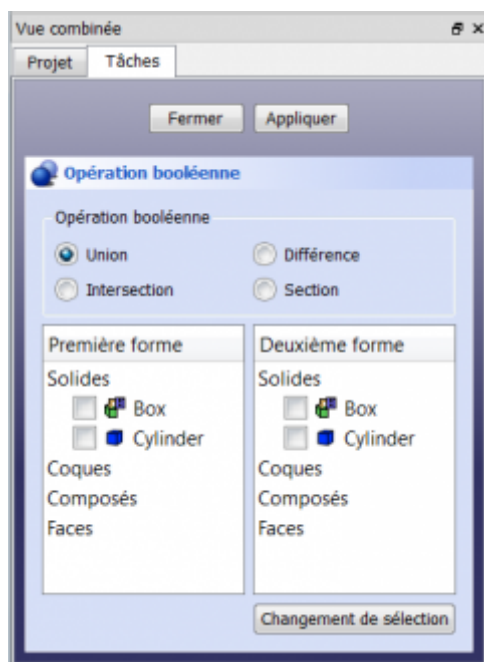 Vue combinée
Projet Tâches
Fermer Appliquer
Opération booléenne
Opération booléenne
Union Différence
Intersection Section
Première forme Deuxième forme
Solides Solides
Box Box
Cylinder Cylinder
Coques Coques
Composés Composés
Faces Faces
Changement de sélection